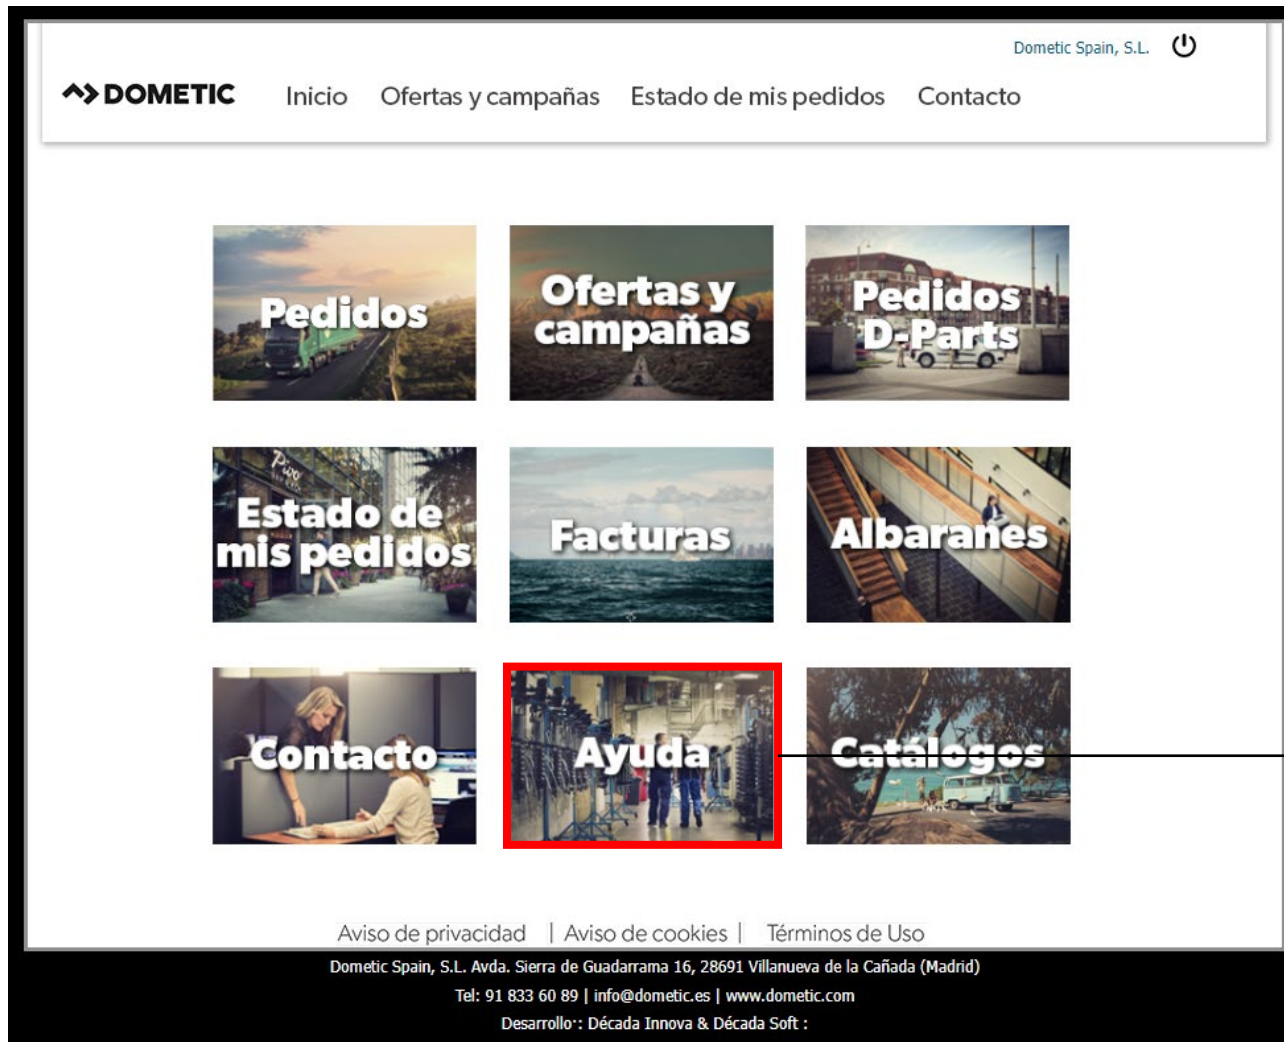 Dometic Spain, S.L.
DOMETIC Inicio Ofertas y campañas Estado de mis pedidos Contacto
Pedidos
Ofertas y
campañas
Pedidos
D-Parts
Pivo
Estado de
mis pedidos
Facturas
Albaranes
Contacto
Ayuda
Catálogos
Aviso de privacidad | Aviso de cookies | Términos de Uso
Dometic Spain, S.L. Avda. Sierra de Guadarrama 16, 28691 Villanueva de la Cañada (Madrid)
Tel: 91 833 60 89 | info@dometic.es | www.dometic.com
Desarrollo·: Década Innova & Década Soft :